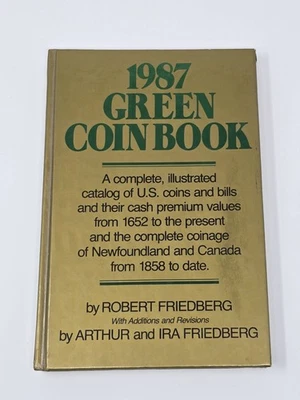 1987
GREEN
COIN BOOK
A complete, illustrated
catalog of U.S. coins and bills
and their cash premium values
from 1652 to the present
and the complete coinage
of Newfoundland and Canada
from 1858 to date.
by ROBERT FRIEDBERG
With Additions and Revisions
by ARTHUR and IRA FRIEDBERG